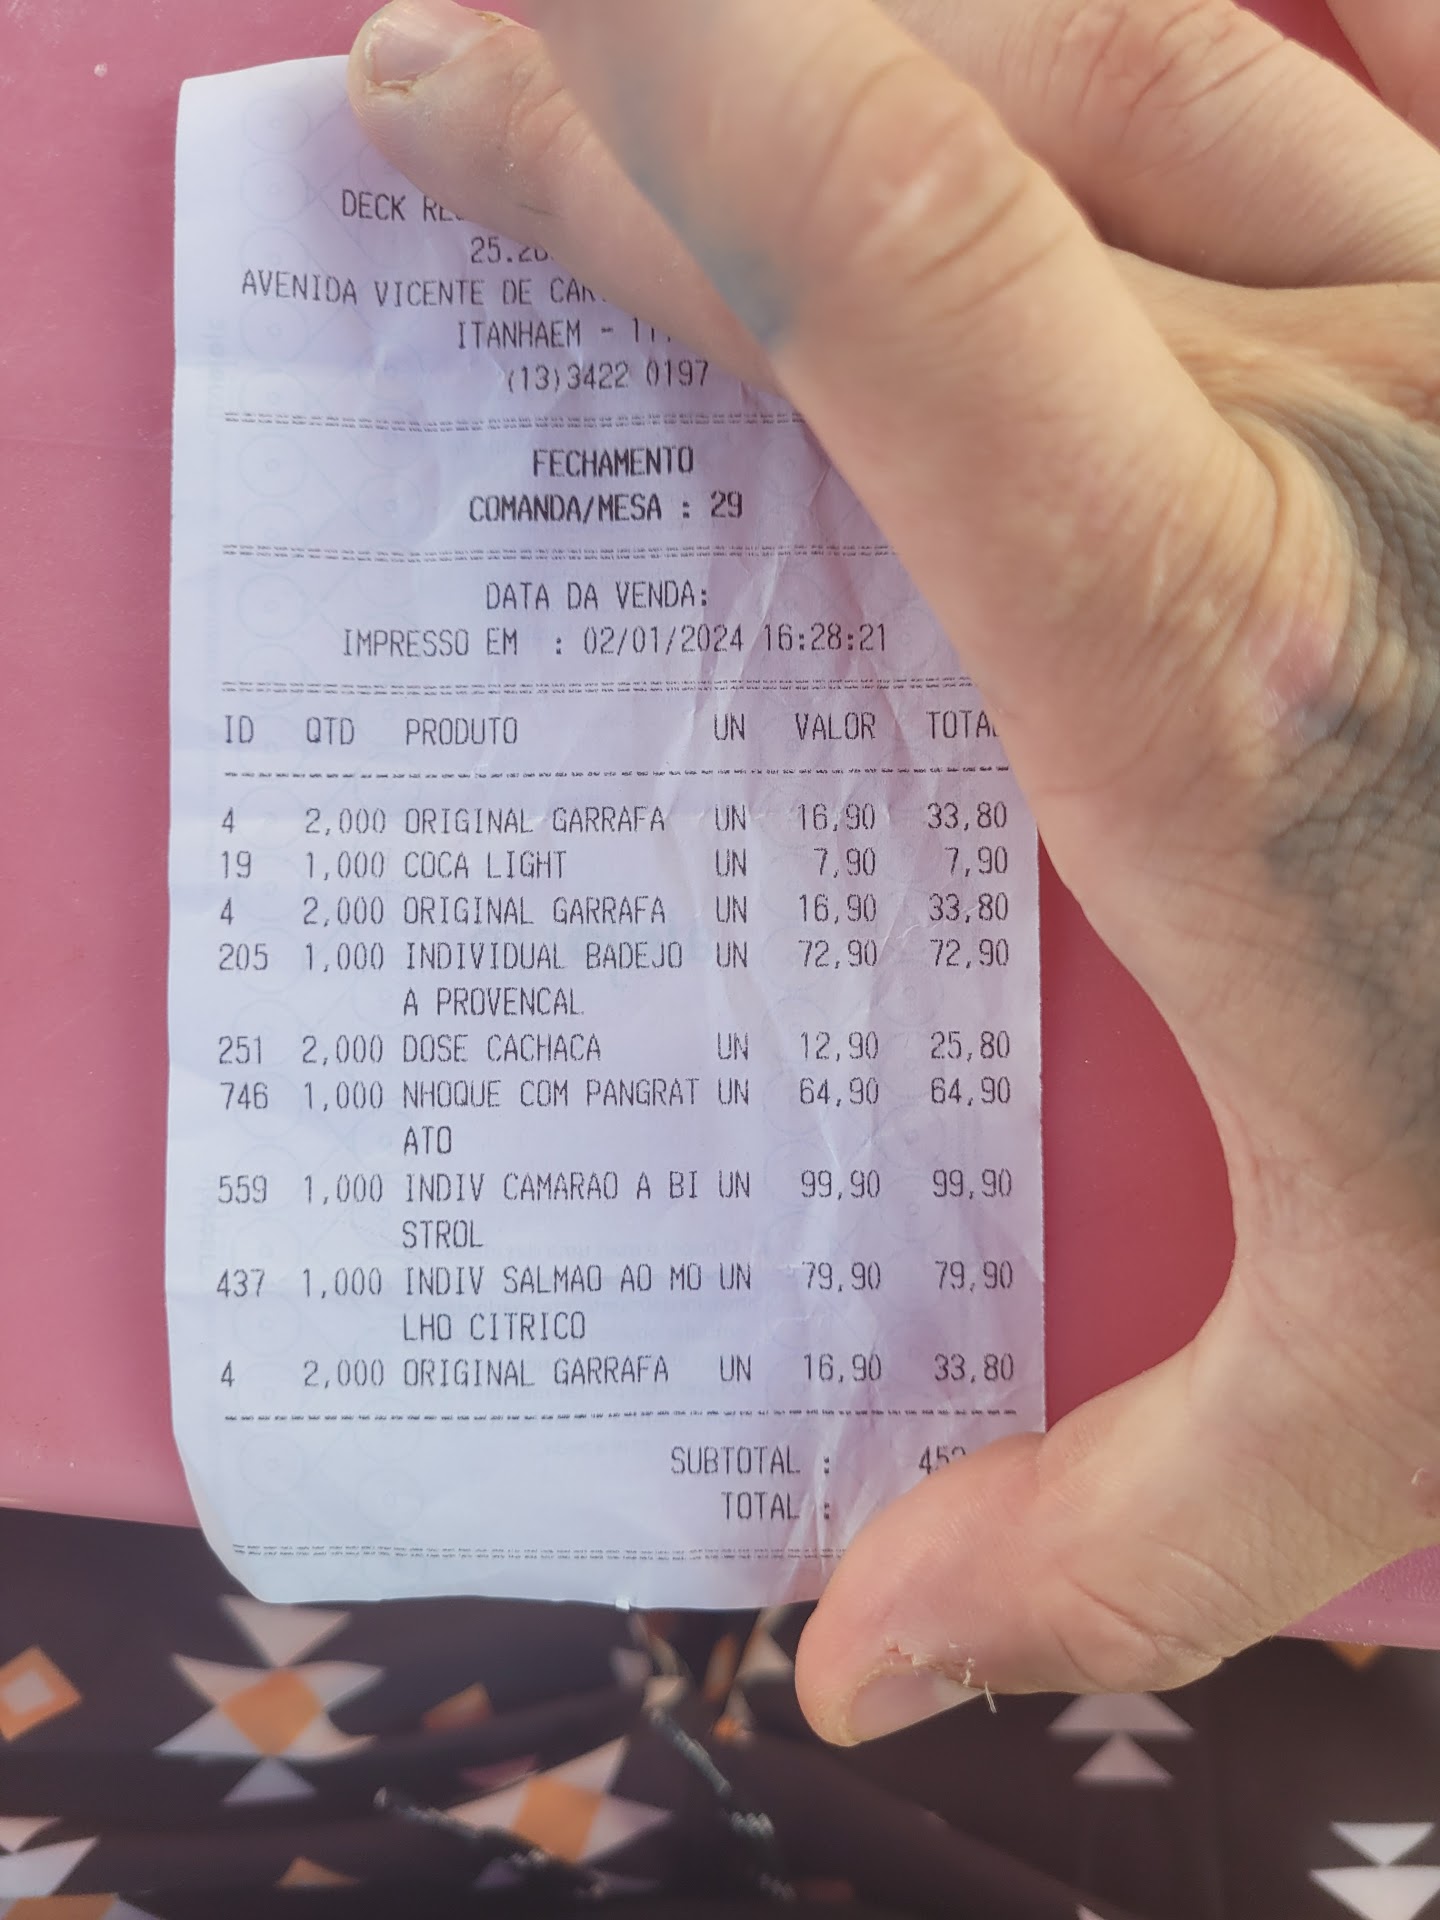 DECK
AVENIDA VICENTE DE
ITANHAEM -
(13)3422 0197
FECHAMENTO
COMANDA/MESA : 29
DATA DA VENDA:
IMPRESSO EM : 02/01/2024 16:28:21
ID QTD PRODUTO UN VALOR TOTAL
4 2,000 ORIGINAL GARRAFA UN 16,90 33,80
19 1,000 COCA LIGHT UN 7,90 7,90
4 2,000 ORIGINAL GARRAFA UN 16,90 33,80
205 1,000 INDIVIDUAL BADEJO UN 72,90 72,90
A PROVENCAL
251 2,000 DOSE CACHACA UN 12,90 25,80
746 1,000 NHOQUE COM PANGRAT UN 64,90 64,90
ATO
559 1,000 INDIV CAMARAO A BI UN 99,90 99,90
STROL
437 1,000 INDIV SALMAO AO MO UN 79,90 79,90
LHO CITRICO
4 2,000 ORIGINAL GARRAFA UN 16,90 33,80
SUBTOTAL :
TOTAL :